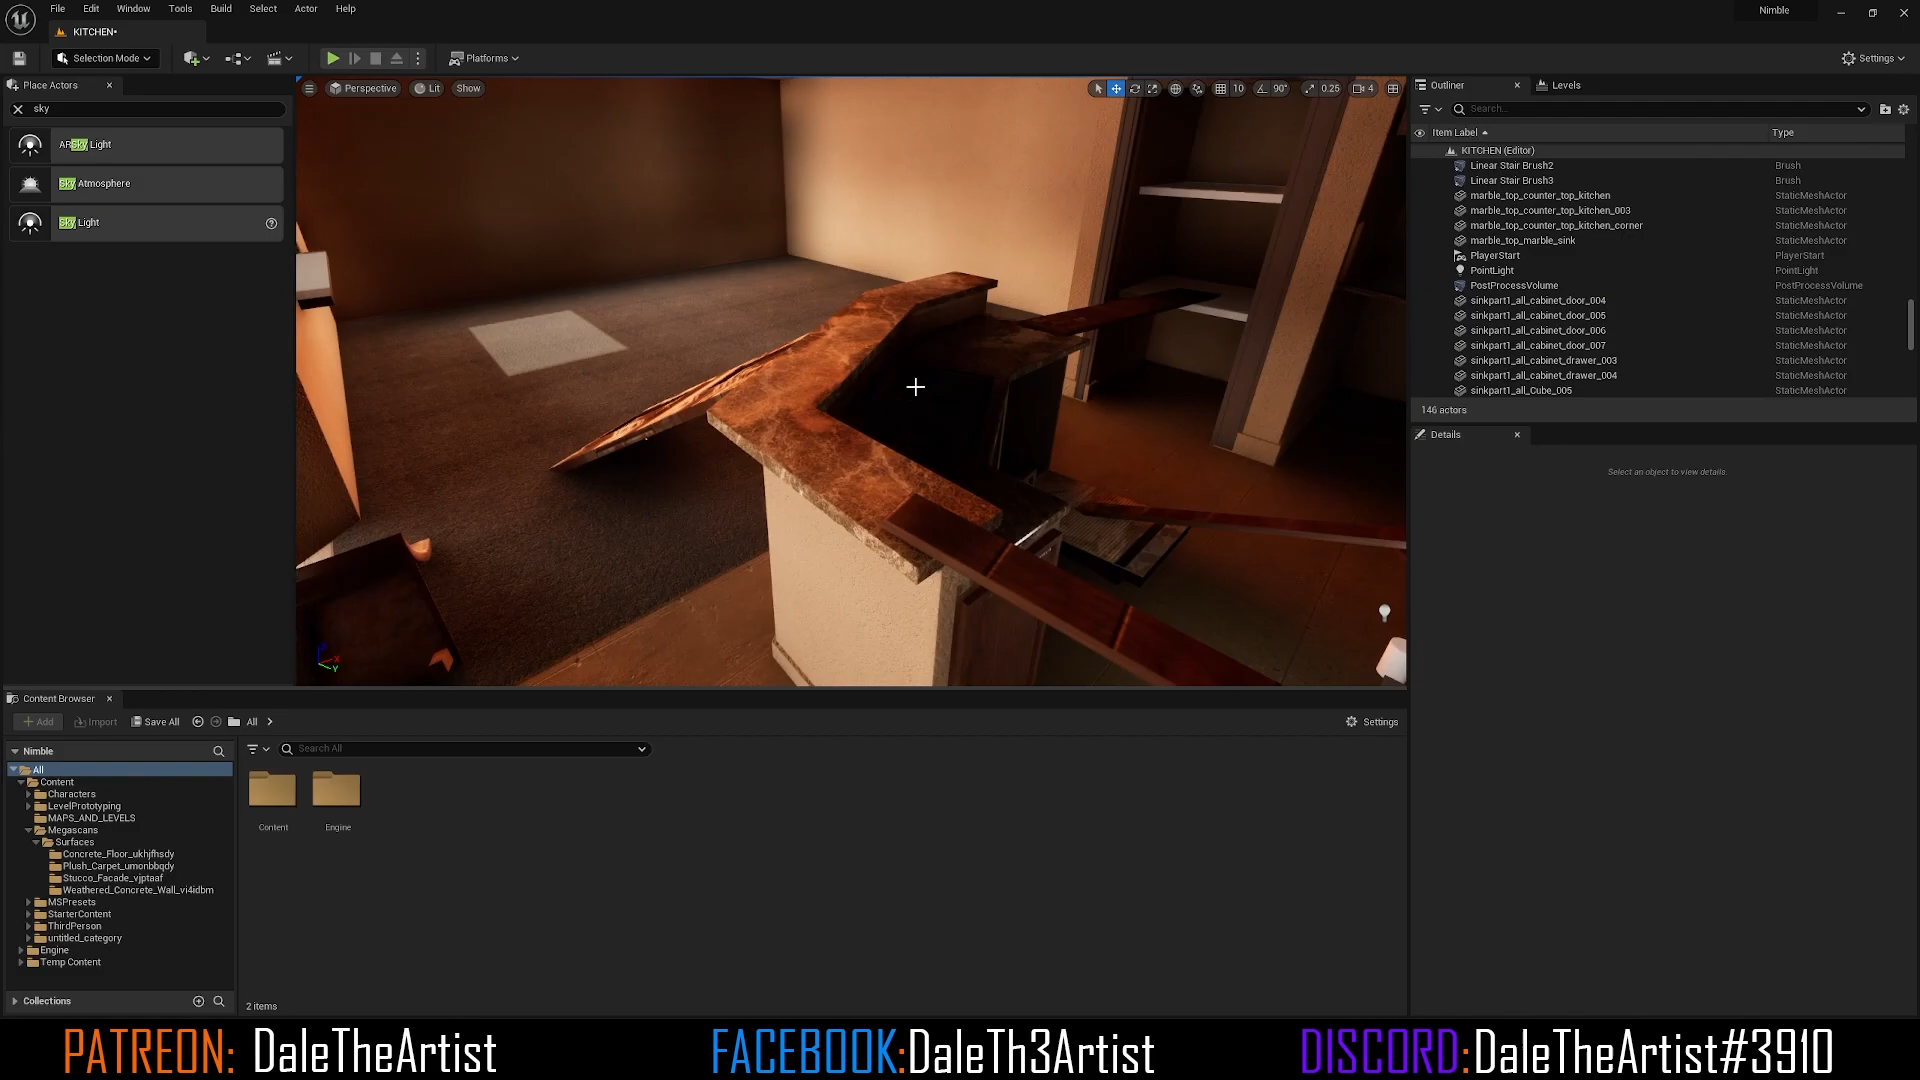 File Edit Window Tools Build Select Actor Help
Nimble
KITCHEN•
Selection Mode
Platforms
Settings
Place Actors
sky
ARSky Light
Sky Atmosphere
Sky Light
Perspective Lit Show
10 90° 0.25 4
Outliner Levels
Search...
Item Label Type
KITCHEN (Editor)
Linear Stair Brush2 Brush
Linear Stair Brush3 Brush
marble_top_counter_top_kitchen StaticMeshActor
marble_top_counter_top_kitchen_003 StaticMeshActor
marble_top_counter_top_kitchen_corner StaticMeshActor
marble_top_marble_sink StaticMeshActor
PlayerStart PlayerStart
PointLight PointLight
PostProcessVolume PostProcessVolume
sinkpart1_all_cabinet_door_004 StaticMeshActor
sinkpart1_all_cabinet_door_005 StaticMeshActor
sinkpart1_all_cabinet_door_006 StaticMeshActor
sinkpart1_all_cabinet_door_007 StaticMeshActor
sinkpart1_all_cabinet_drawer_003 StaticMeshActor
sinkpart1_all_cabinet_drawer_004 StaticMeshActor
sinkpart1_all_Cube_005 StaticMeshActor
146 actors
Details
Select an object to view details.
Content Browser
Add Import Save All All
Settings
Nimble
Search All
All
Content
Characters
LevelPrototyping
MAPS_AND_LEVELS
Megascans
Surfaces
Concrete_Floor_ukhjfhsdy
Plush_Carpet_umonbbqdy
Stucco_Facade_vjptaaf
Weathered_Concrete_Wall_vi4idbm
MSPresets
StarterContent
ThirdPerson
untitled_category
Engine
Temp Content
Content Engine
Collections
2 items
PATREON: DaleTheArtist FACEBOOK:DaleTh3Artist DISCORD:DaleTheArtist#3910